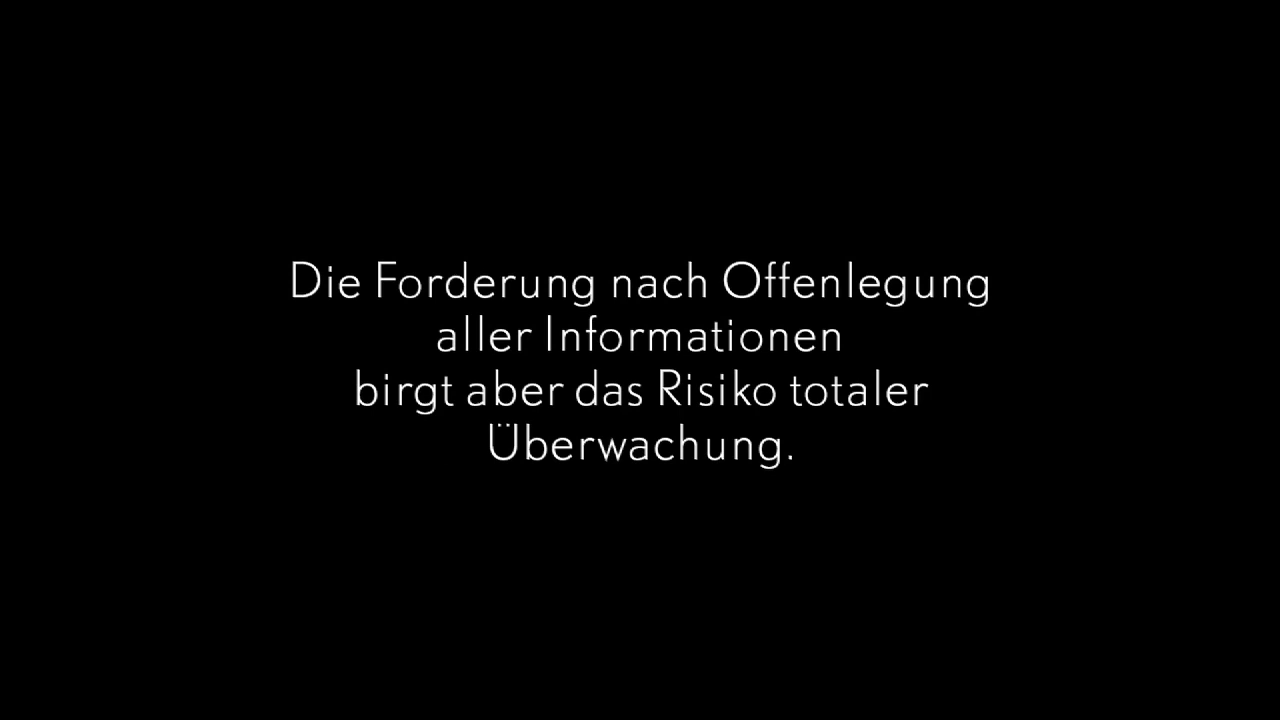 Die Forderung nach Offenlegung
aller Informationen
birgt aber das Risiko totaler
Überwachung.